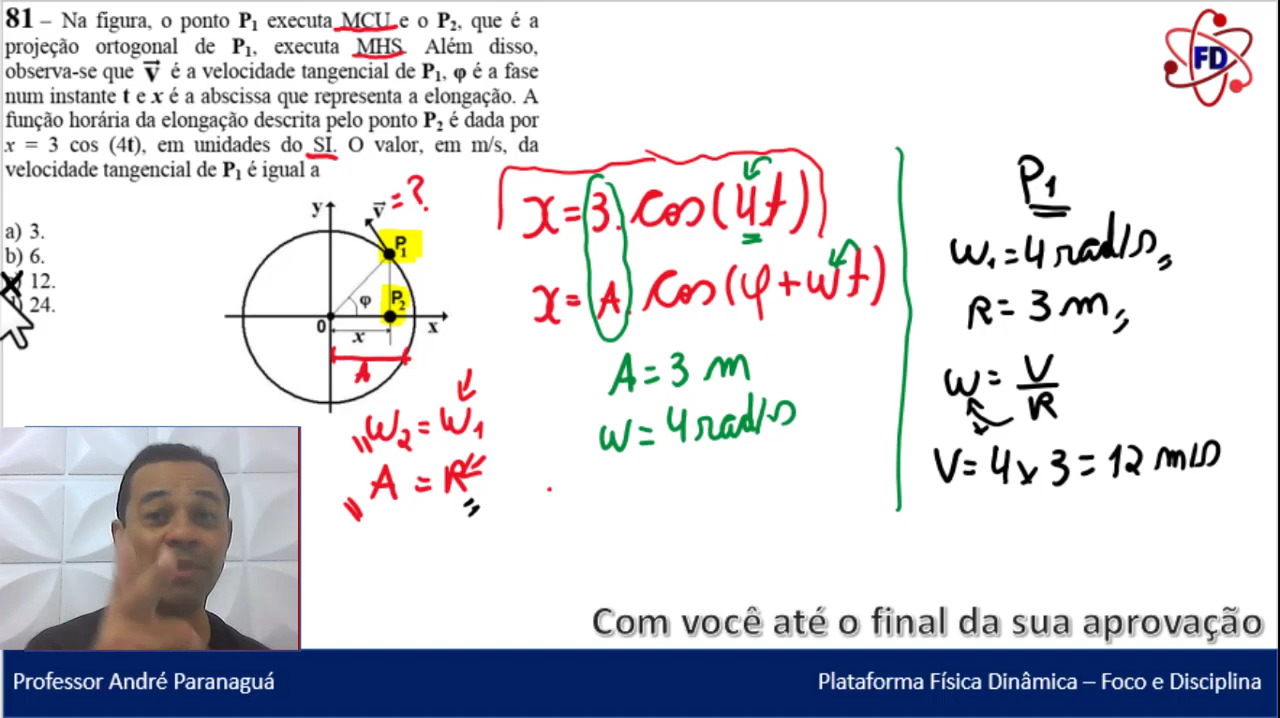 81 – Na figura, o ponto P₁ executa MCU e o P₂, que é a
projeção ortogonal de P₁, executa MHS. Além disso,
observa-se que v⃗ é a velocidade tangencial de P₁, φ é a fase
num instante t e x é a abscissa que representa a elongação. A
função horária da elongação descrita pelo ponto P₂ é dada por
x = 3 cos (4t), em unidades do SI. O valor, em m/s, da
velocidade tangencial de P₁ é igual a
a) 3.
b) 6.
12.
24.
y
v⃗ = ?
P₁
P₂
φ
0
x
x
A
W₂ = W₁
A = R
x = 3. cos(4t)
x = A. cos(φ + wt)
A = 3 m
w = 4 rad/s
P₁
W₁ = 4 rad/s
R = 3 m
w = V/R
V = 4 x 3 = 12 m/s
FD
Com você até o final da sua aprovação
Professor André Paranaguá
Plataforma Física Dinâmica – Foco e Disciplina